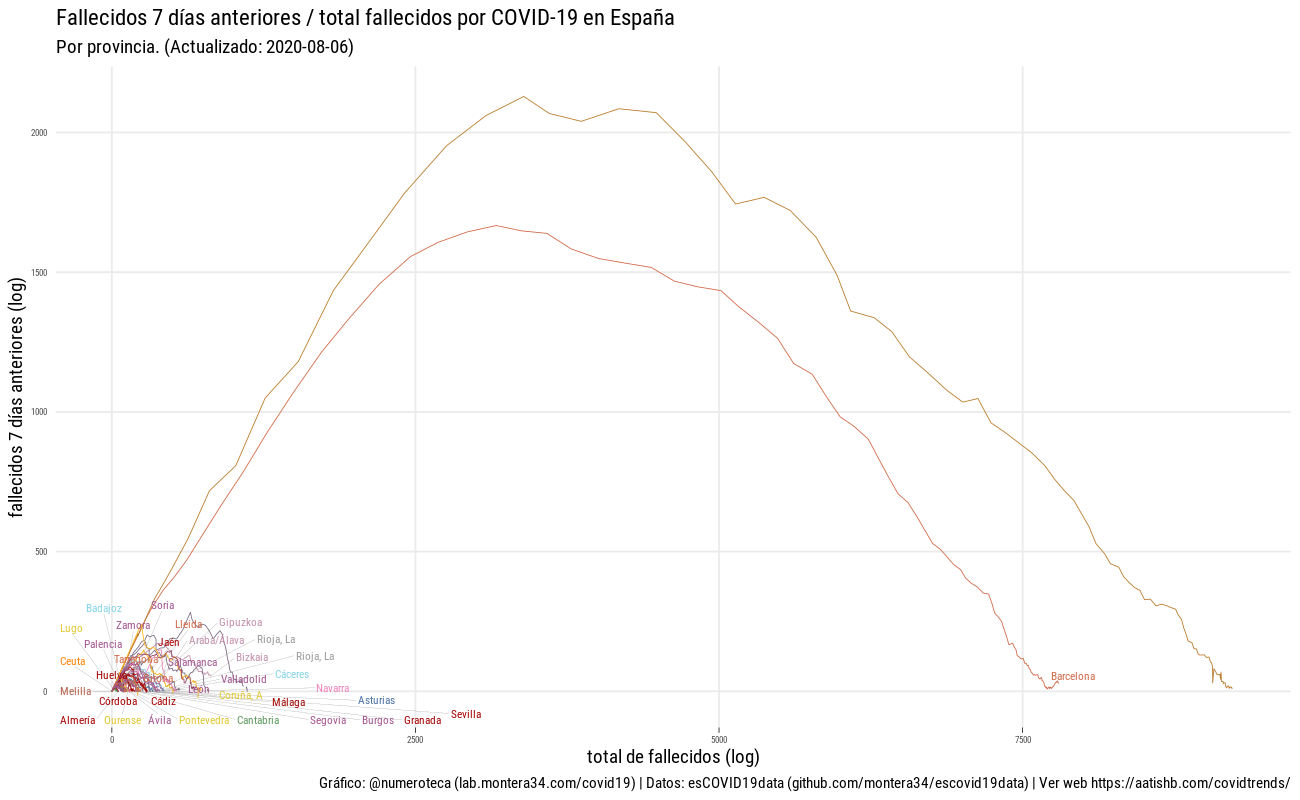 Fallecidos 7 días anteriores / total fallecidos por COVID-19 en España
Por provincia. (Actualizado: 2020-08-06)
fallecidos 7 días anteriores (log)
2000
1500
1000
500
0
Badajoz
Soria
Lugo
Zamora
Lleida
Gipuzkoa
Palencia
Jaén
Araba/Álava
Rioja, La
Ceuta
Salamanca
Bizkaia
Rioja, La
Huelva
Valladolid
Cáceres
Barcelona
Melilla
León
Coruña, A
Navarra
Córdoba
Cádiz
Málaga
Asturias
Almería
Ourense
Ávila
Pontevedra
Cantabria
Segovia
Burgos
Granada
Sevilla
0
2500
5000
7500
total de fallecidos (log)
Gráfico: @numeroteca (lab.montera34.com/covid19) | Datos: esCOVID19data (github.com/montera34/escovid19data) | Ver web https://aatishb.com/covidtrends/